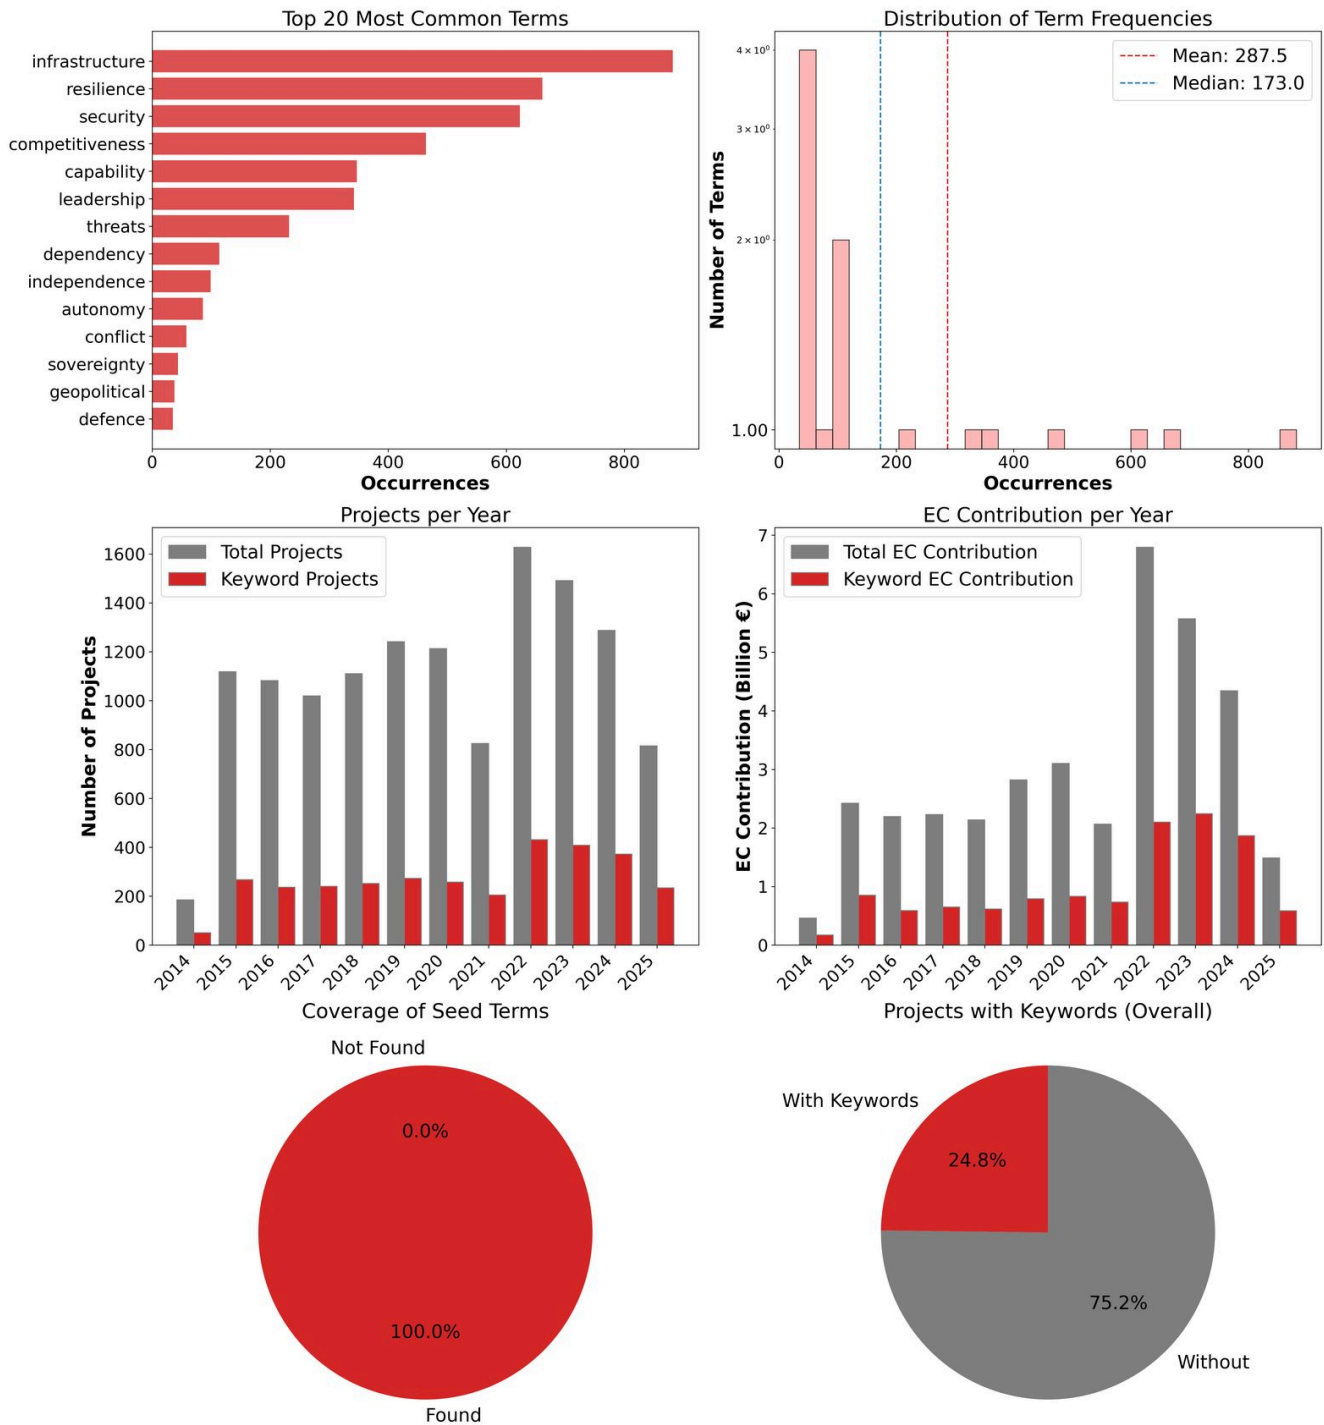 Top 20 Most Common Terms
infrastructure
resilience
security
competitiveness
capability
leadership
threats
dependency
independence
autonomy
conflict
sovereignty
geopolitical
defence
0 200 400 600 800
Occurrences
Distribution of Term Frequencies
Mean: 287.5
Median: 173.0
4 × 10⁰
3 × 10⁰
2 × 10⁰
1.00
Number of Terms
0 200 400 600 800
Occurrences
Projects per Year
Total Projects
Keyword Projects
1600
1400
1200
1000
800
600
400
200
0
Number of Projects
2014 2015 2016 2017 2018 2019 2020 2021 2022 2023 2024 2025
EC Contribution per Year
Total EC Contribution
Keyword EC Contribution
7
6
5
4
3
2
1
0
EC Contribution (Billion €)
2014 2015 2016 2017 2018 2019 2020 2021 2022 2023 2024 2025
Coverage of Seed Terms
Not Found
0.0%
100.0%
Found
Projects with Keywords (Overall)
With Keywords
24.8%
75.2%
Without